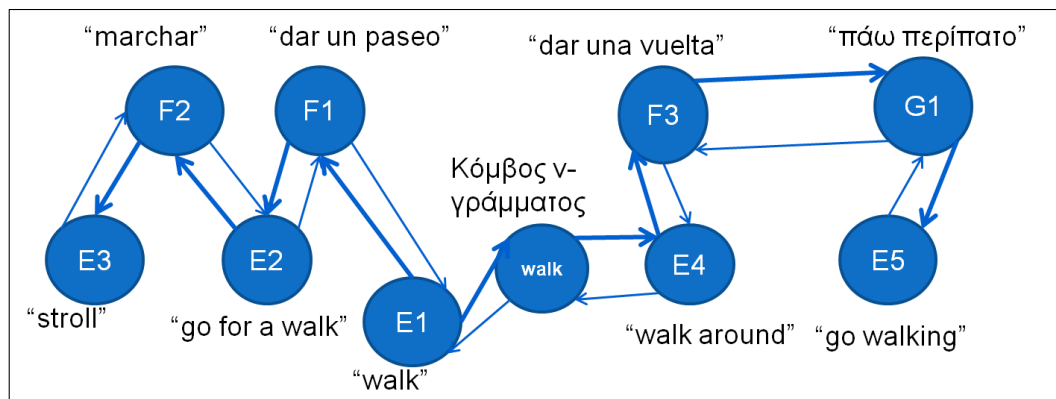 “marchar”
“dar un paseo”
“dar una vuelta”
“πάω περίπατο”
F2
F1
F3
G1
Κόμβος ν-
γράμματος
E3
E2
walk
E4
E5
E1
“stroll”
“go for a walk”
“walk around”
“go walking”
“walk”